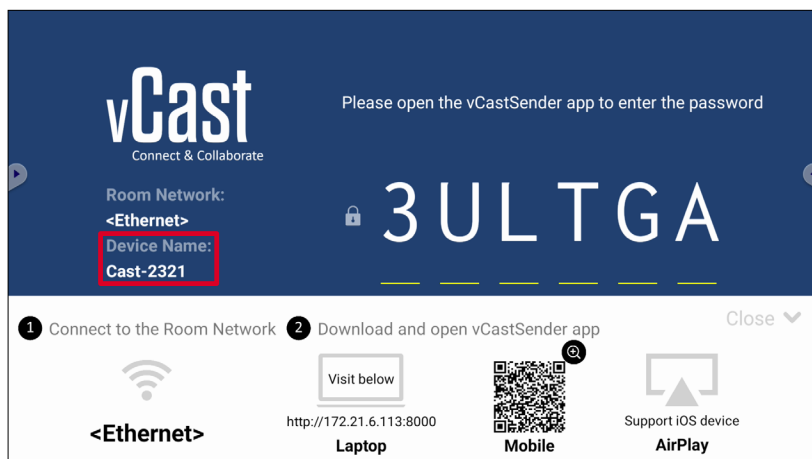 vCast
Connect & Collaborate
Please open the vCastSender app to enter the password
Room Network:
<Ethernet>
Device Name:
Cast-2321
3ULTGA
1 Connect to the Room Network
2 Download and open vCastSender app
Close
<Ethernet>
Visit below
http://172.21.6.113:8000
Laptop
Mobile
Support iOS device
AirPlay